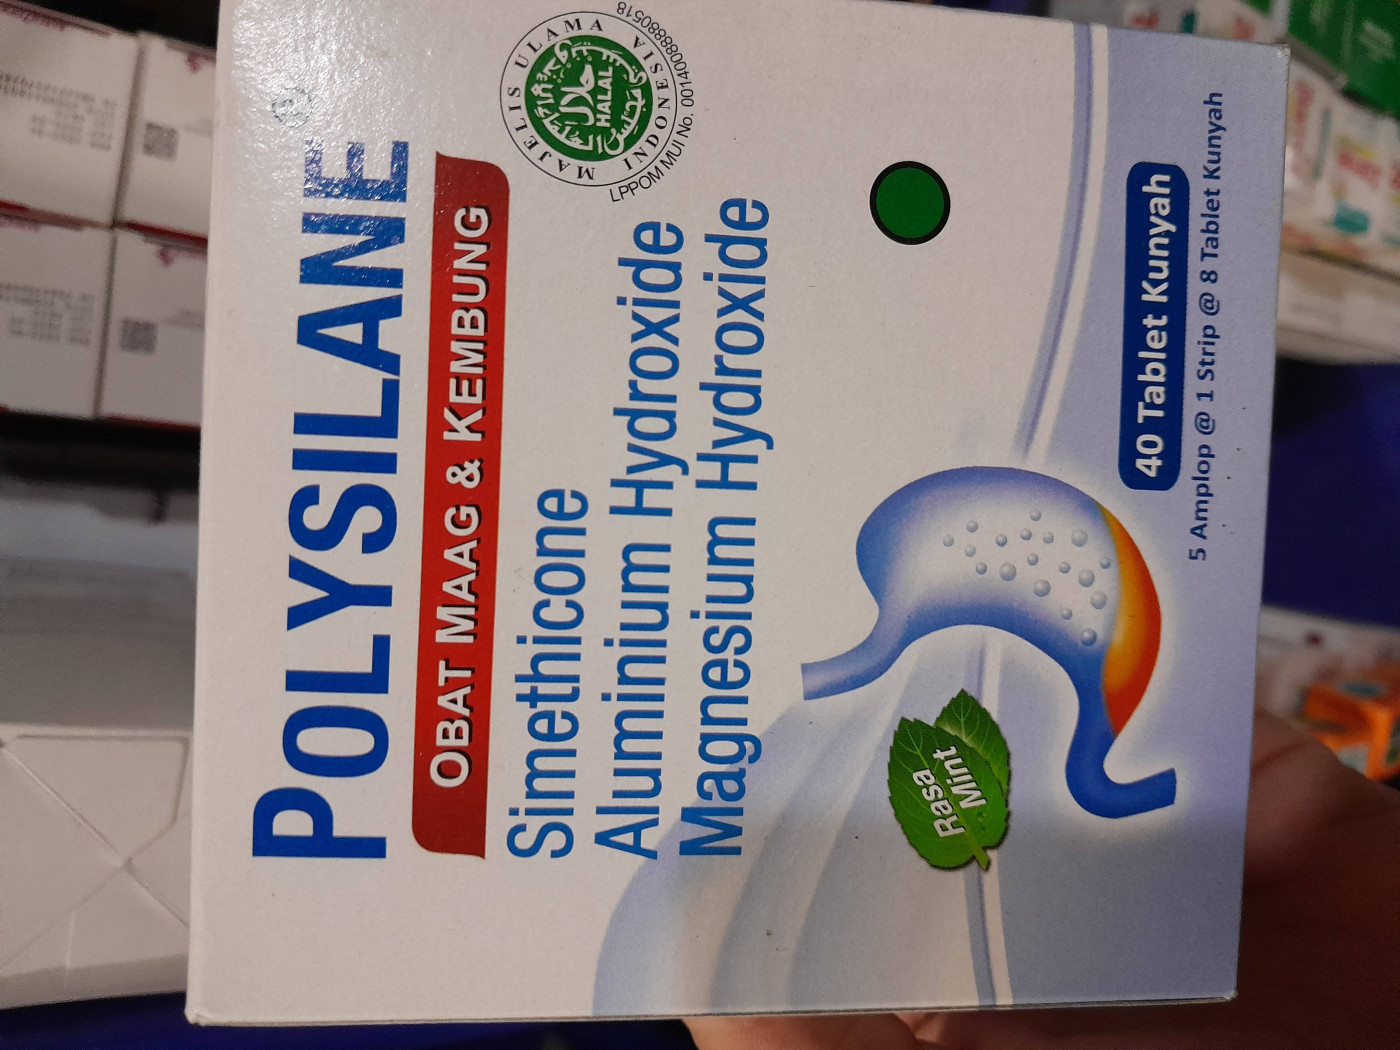 POLYSILANE®
OBAT MAAG & KEMBUNG
Simethicone
Aluminium Hydroxide
Magnesium Hydroxide
MAJELIS ULAMA INDONESIA
حلال
HALAL
LPPOM MUI No. 00140088880518
Rasa
Mint
40 Tablet Kunyah
5 Amplop @ 1 Strip @ 8 Tablet Kunyah